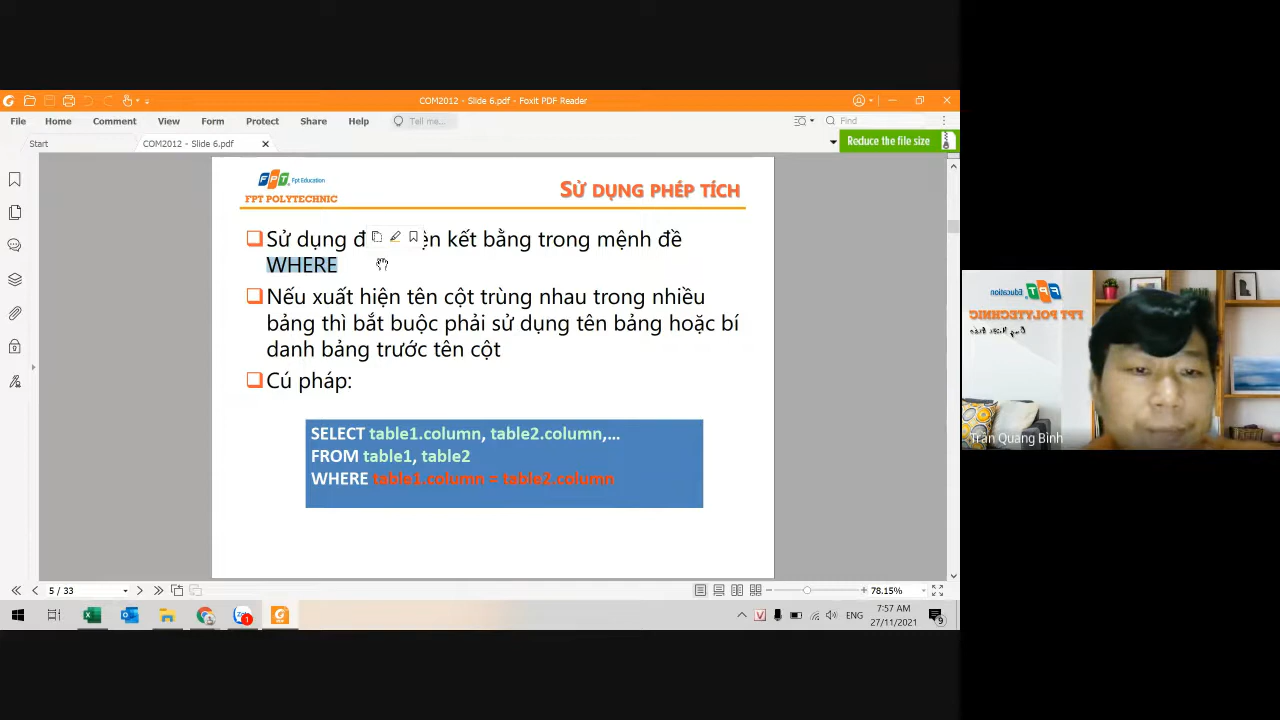 COM2012 - Slide 6.pdf - Foxit PDF Reader
File Home Comment View Form Protect Share Help Tell me... Find
Start COM2012 - Slide 6.pdf Reduce the file size
FPT Fpt Education
FPT POLYTECHNIC
SỬ DỤNG PHÉP TÍCH
Sử dụng kết bằng trong mệnh đề
WHERE
Nếu xuất hiện tên cột trùng nhau trong nhiều
bảng thì bắt buộc phải sử dụng tên bảng hoặc bí
danh bảng trước tên cột
Cú pháp:
SELECT table1.column, table2.column,...
FROM table1, table2
WHERE table1.column = table2.column
5 / 33
78.15%
ENG
7:57 AM
27/11/2021
FPT Education
FPT POLYTECHNIC
Trần Quang Bình